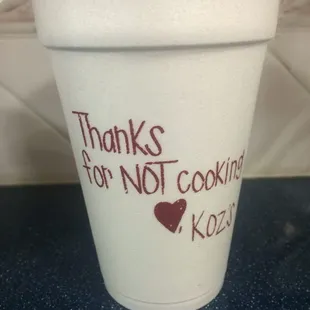 Thanks
for NOT cooking
♥, Koz's